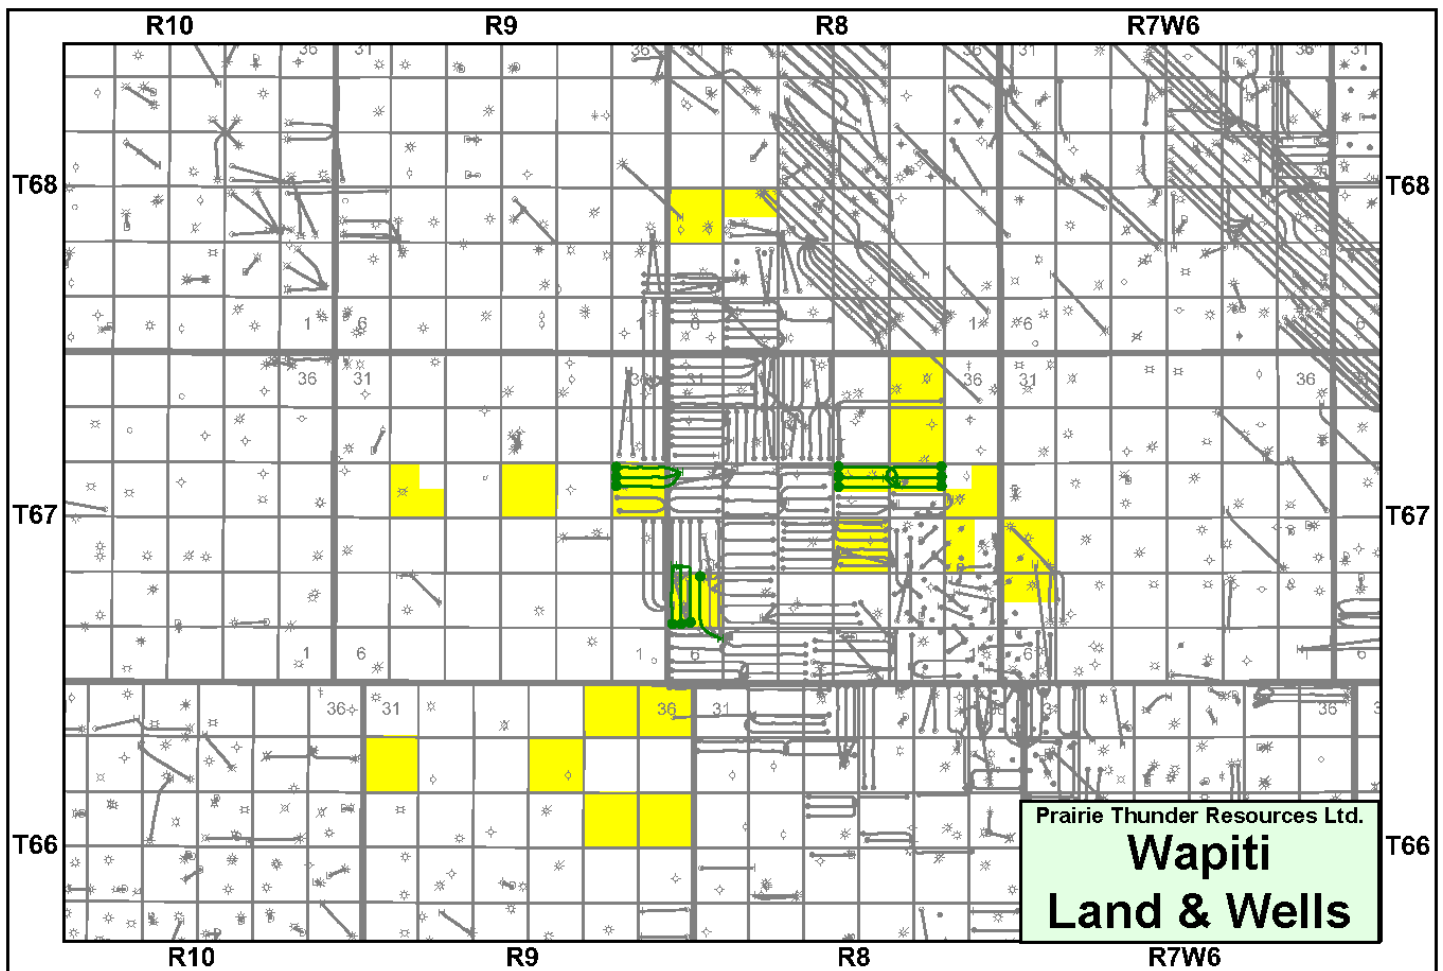 R10 R9 R8 R7W6
36 31 36 31 36 31 36 31
T68 T68
1 6 1 6 1 6 6
36 31 36 31 36 31 36
T67 T67
1 6 1 6 6 1 6
36 31 36 31 36
Prairie Thunder Resources Ltd.
T66 Wapiti T66
Land & Wells
R10 R9 R8 R7W6